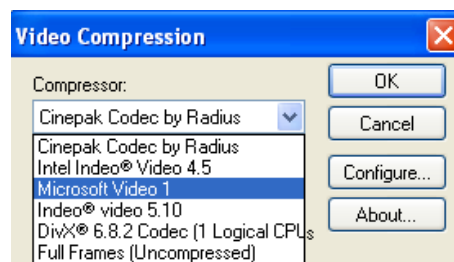 Video Compression
Compressor:
OK
Cinepak Codec by Radius
Cancel
Cinepak Codec by Radius
Intel Indeo® Video 4.5
Configure...
Microsoft Video 1
Indeo® video 5.10
About...
DivX® 6.8.2 Codec (1 Logical CPUs
Full Frames (Uncompressed)